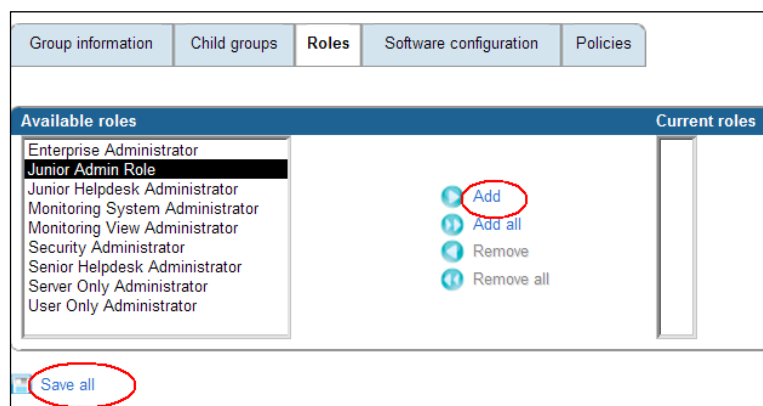 Group information Child groups Roles Software configuration Policies
Available roles Current roles
Enterprise Administrator
Junior Admin Role
Junior Helpdesk Administrator
Monitoring System Administrator
Monitoring View Administrator
Security Administrator
Senior Helpdesk Administrator
Server Only Administrator
User Only Administrator
Add
Add all
Remove
Remove all
Save all